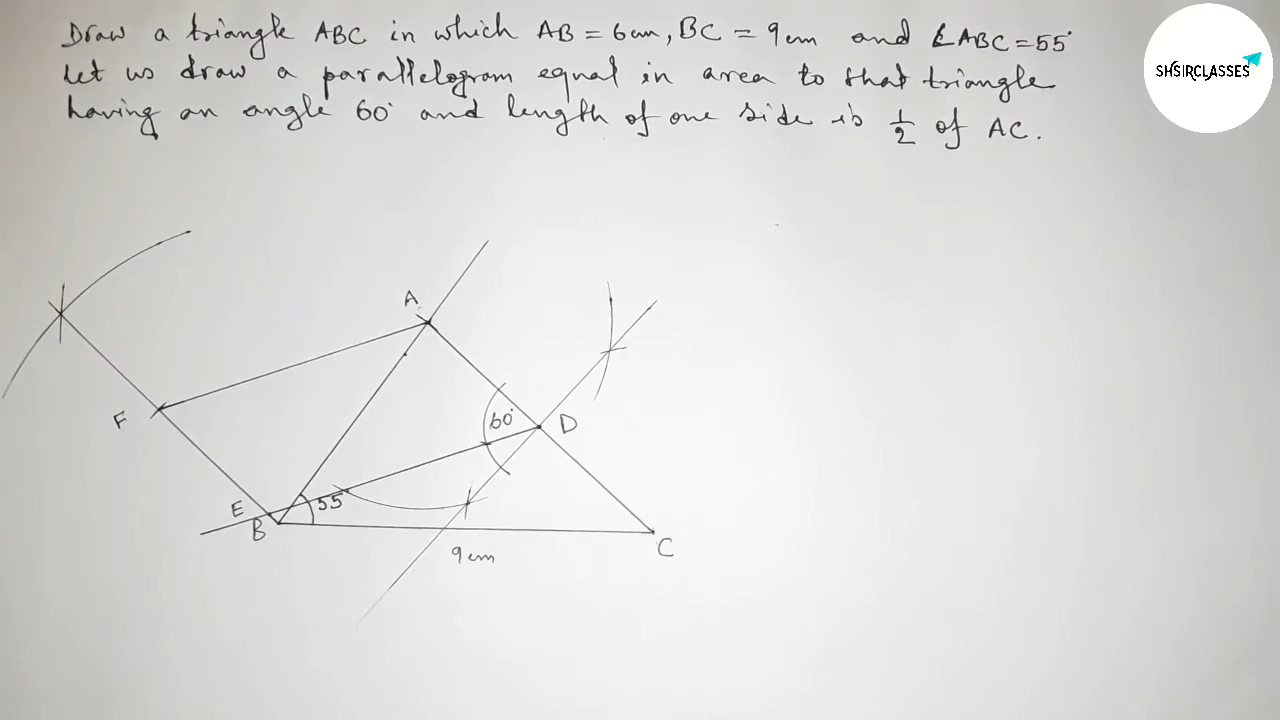 Draw a triangle ABC in which AB = 6cm, BC = 9cm and ∠ABC = 55°
Let us draw a parallelogram equal in area to that triangle
having an angle 60° and length of one side is 1/2 of AC.
SHSIRCLASSES
A
F
60°
D
E
55°
B
C
9cm